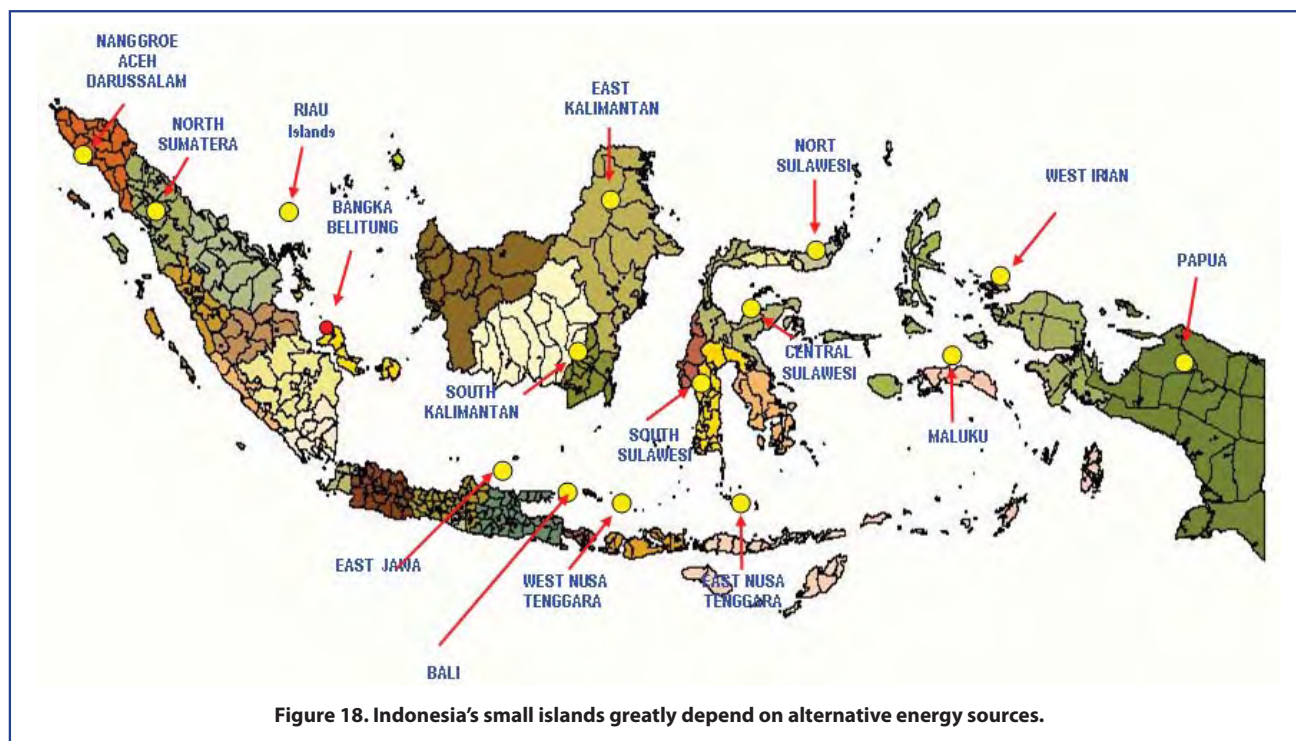 NANGGROE
ACEH
DARUSSALAM
NORTH
SUMATERA
RIAU
Islands
BANGKA
BELITUNG
EAST
KALIMANTAN
NORT
SULAWESI
WEST IRIAN
PAPUA
SOUTH
KALIMANTAN
CENTRAL
SULAWESI
SOUTH
SULAWESI
MALUKU
EAST JAWA
WEST NUSA
TENGGARA
EAST NUSA
TENGGARA
BALI
Figure 18. Indonesia's small islands greatly depend on alternative energy sources.